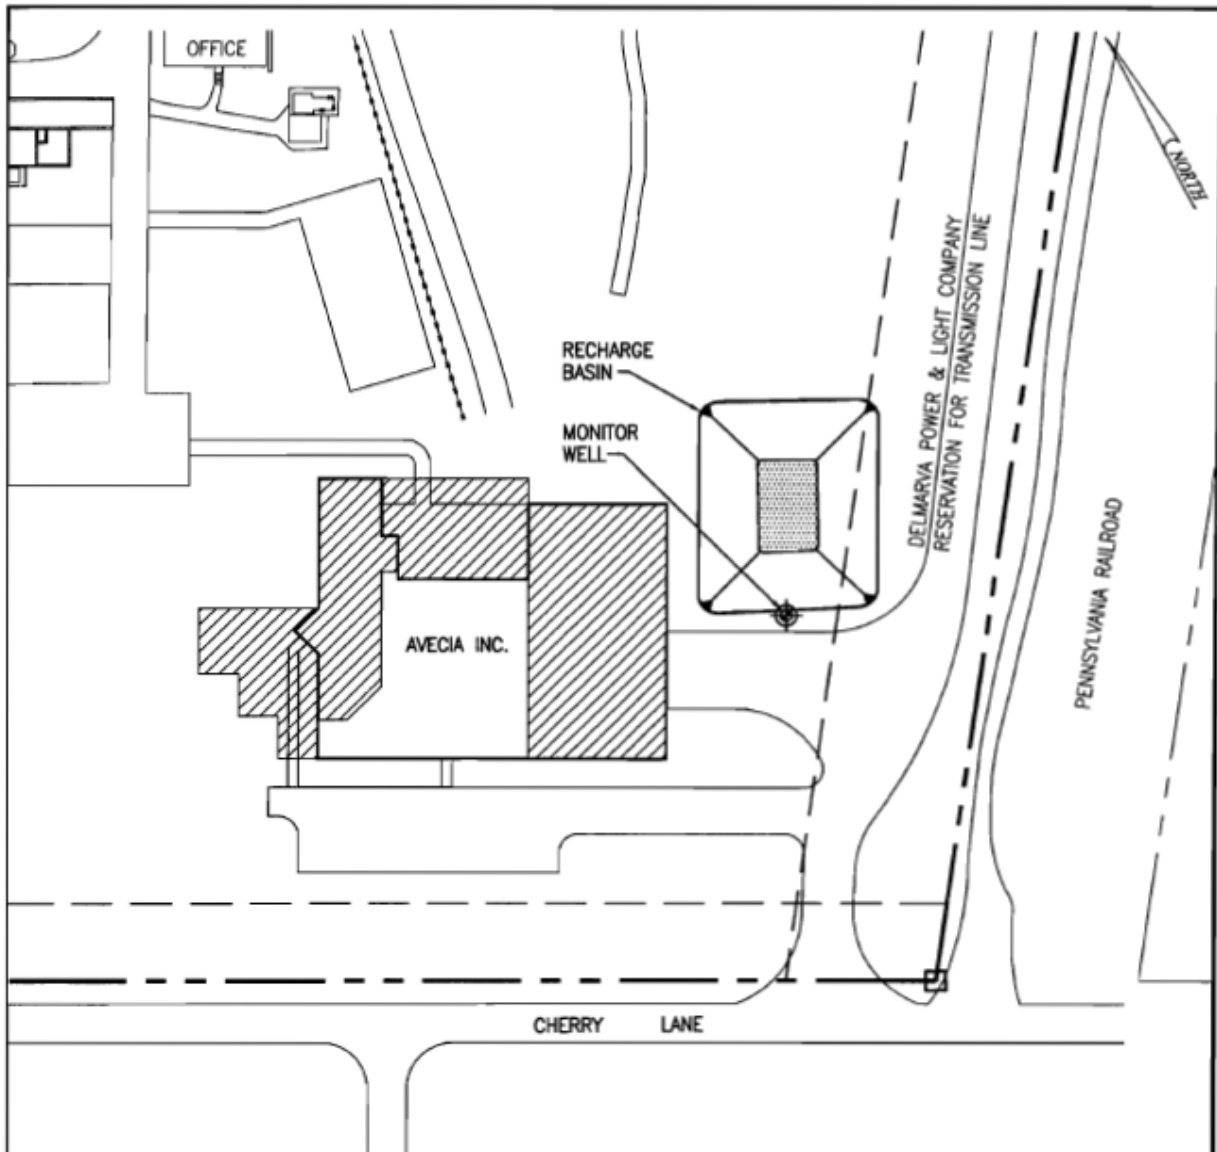 OFFICE
NORTH
DELMARVA POWER & LIGHT COMPANY
RESERVATION FOR TRANSMISSION LINE
RECHARGE
BASIN
MONITOR
WELL
PENNSYLVANIA RAILROAD
AVECIA INC.
CHERRY LANE